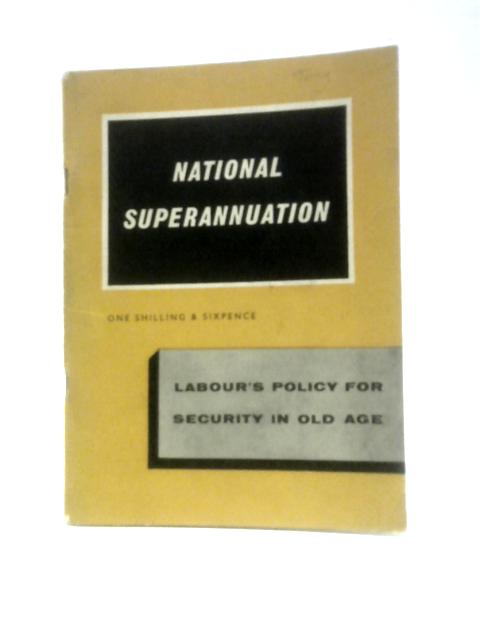 NATIONAL
SUPERANNUATION
ONE SHILLING & SIXPENCE
LABOUR'S POLICY FOR
SECURITY IN OLD AGE